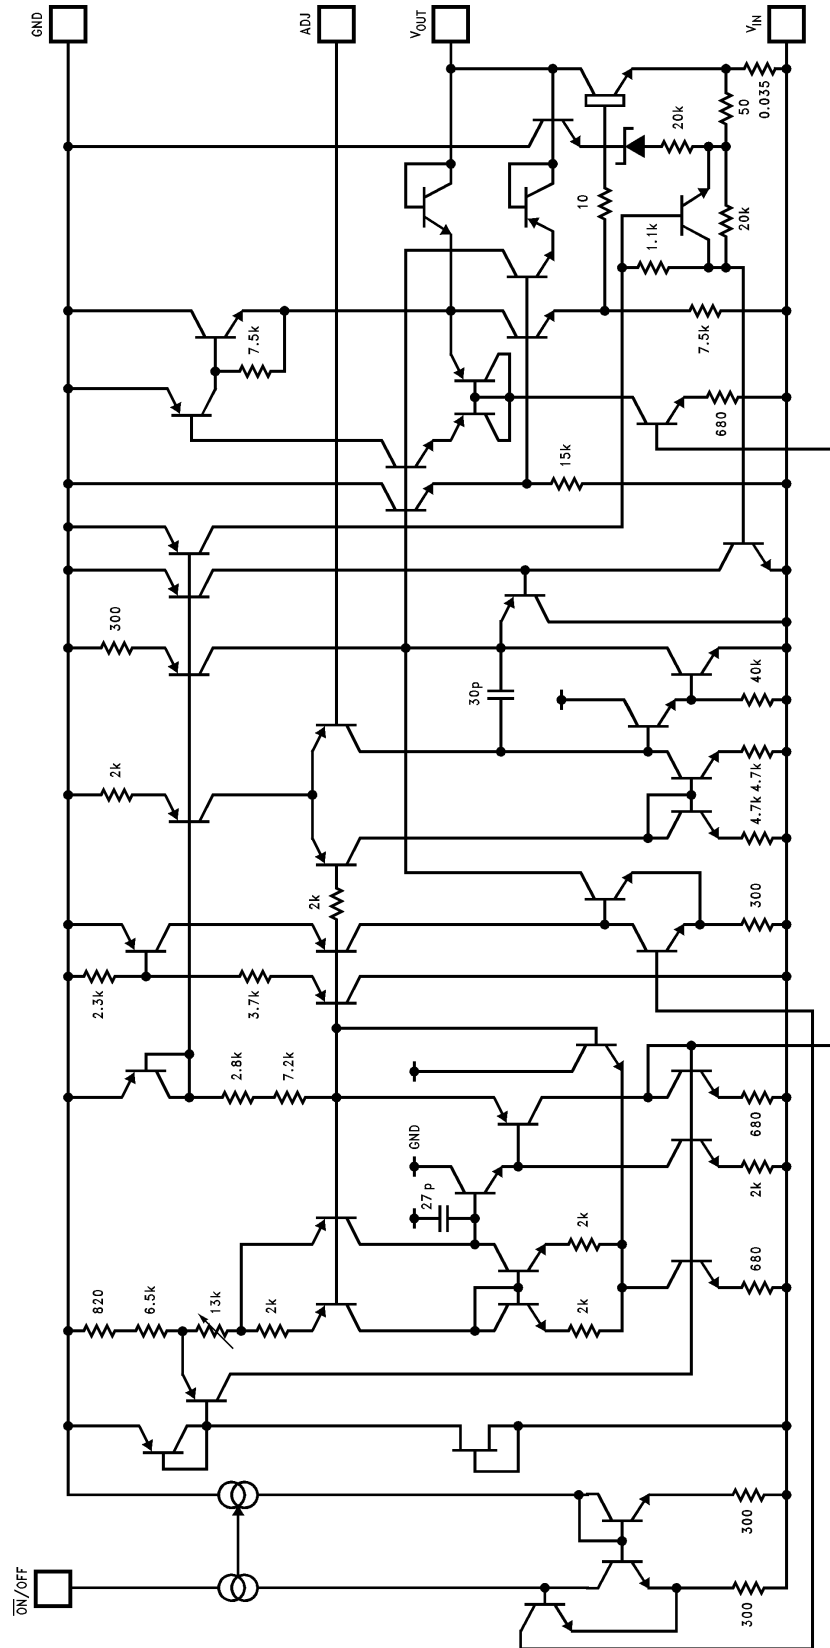 GND
ADJ
VOUT
VIN
0.035
50
20k
20k
10
1.1k
7.5k
7.5k
680
15k
300
40k
30p
2k
4.7k
4.7k
2k
300
2.3k
3.7k
2.8k
7.2k
680
GND
2k
27p
2k
680
820
6.5k
13k
2k
2k
300
300
ON/OFF